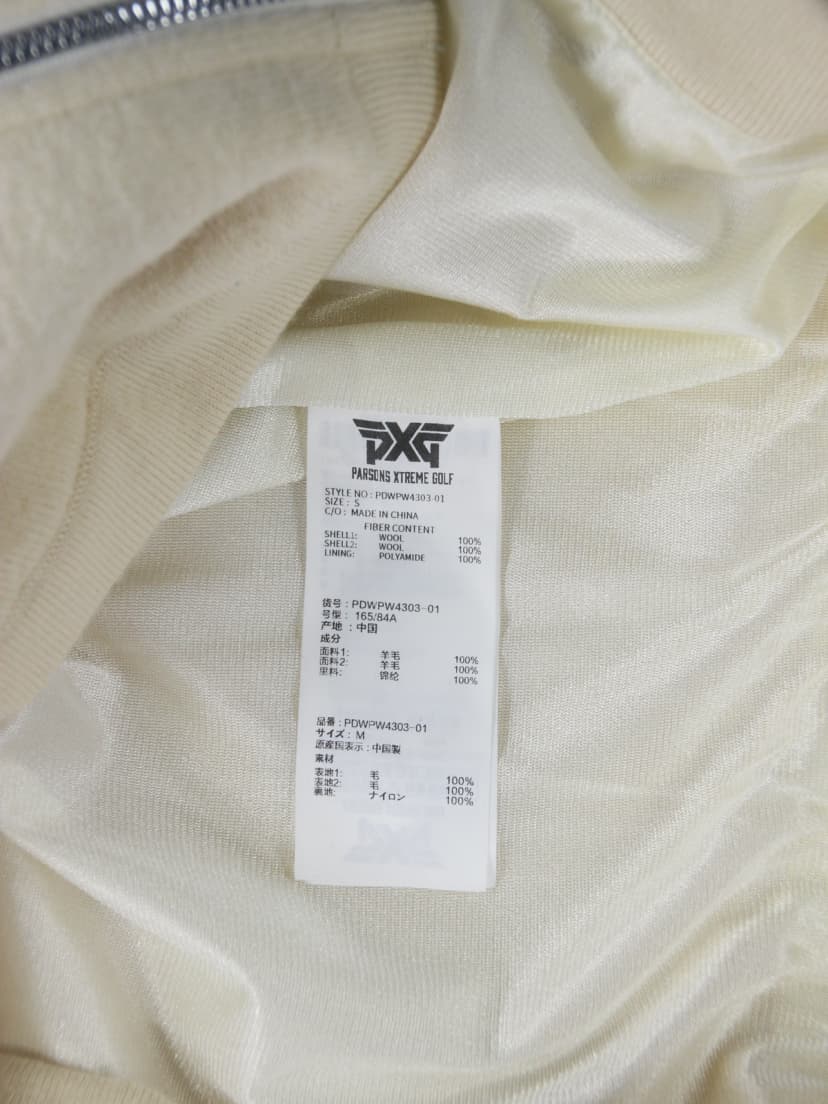 PXG
PARSONS XTREME GOLF
STYLE NO : PDWPW4303-01
SIZE : S
C/O : MADE IN CHINA
FIBER CONTENT
SHELL1: WOOL 100%
SHELL2: WOOL 100%
LINING: POLYAMIDE 100%
货号 : PDWPW4303-01
号型 : 165/84A
产地 : 中国
成分
面料1: 羊毛 100%
面料2: 羊毛 100%
里料: 锦纶 100%
品番 : PDWPW4303-01
サイズ : M
原産国表示 : 中国製
素材
表地1: 毛 100%
表地2: 毛 100%
裏地: ナイロン 100%